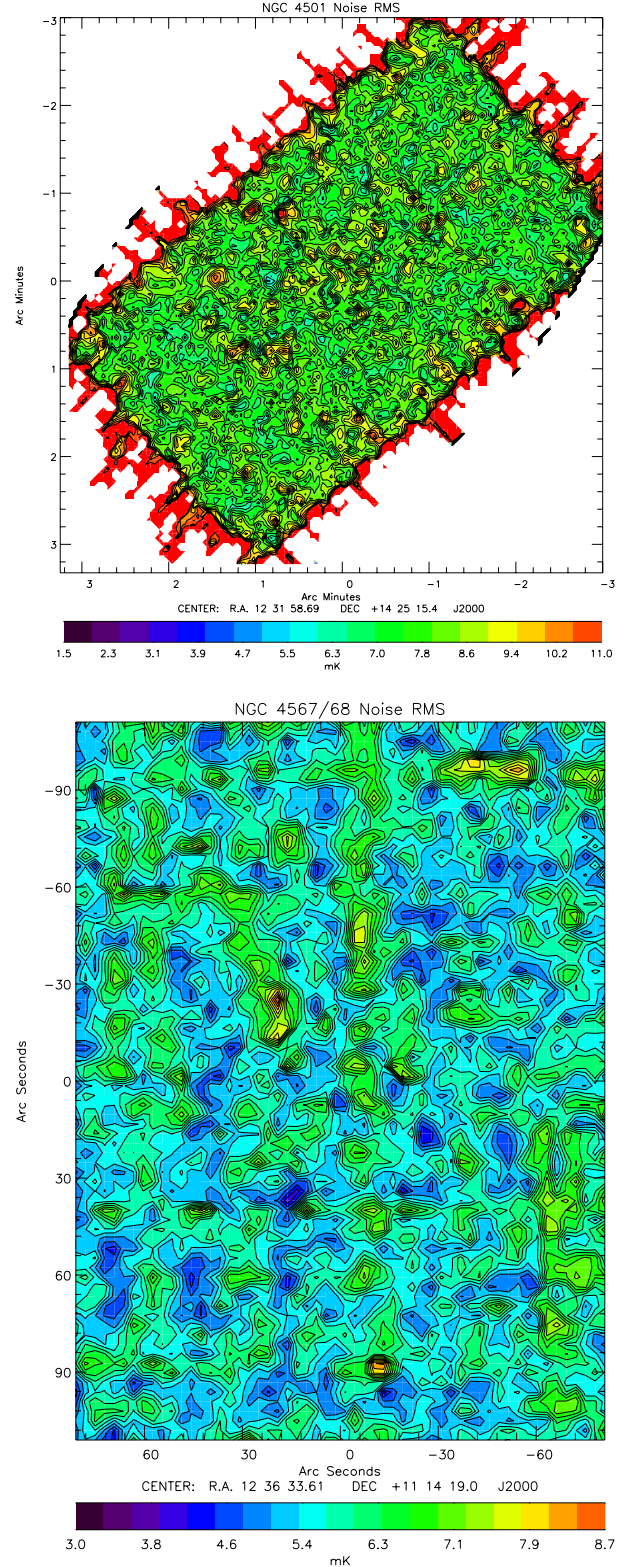 NGC 4501 Noise RMS
-3
-2
-1
0
1
2
3
Arc Minutes
3 2 1 0 -1 -2 -3
Arc Minutes
CENTER: R.A. 12 31 58.69 DEC +14 25 15.4 J2000
1.5 2.3 3.1 3.9 4.7 5.5 6.3 7.0 7.8 8.6 9.4 10.2 11.0
mK
NGC 4567/68 Noise RMS
-90
-60
-30
0
30
60
90
Arc Seconds
60 30 0 -30 -60
Arc Seconds
CENTER: R.A. 12 36 33.61 DEC +11 14 19.0 J2000
3.0 3.8 4.6 5.4 6.3 7.1 7.9 8.7
mK